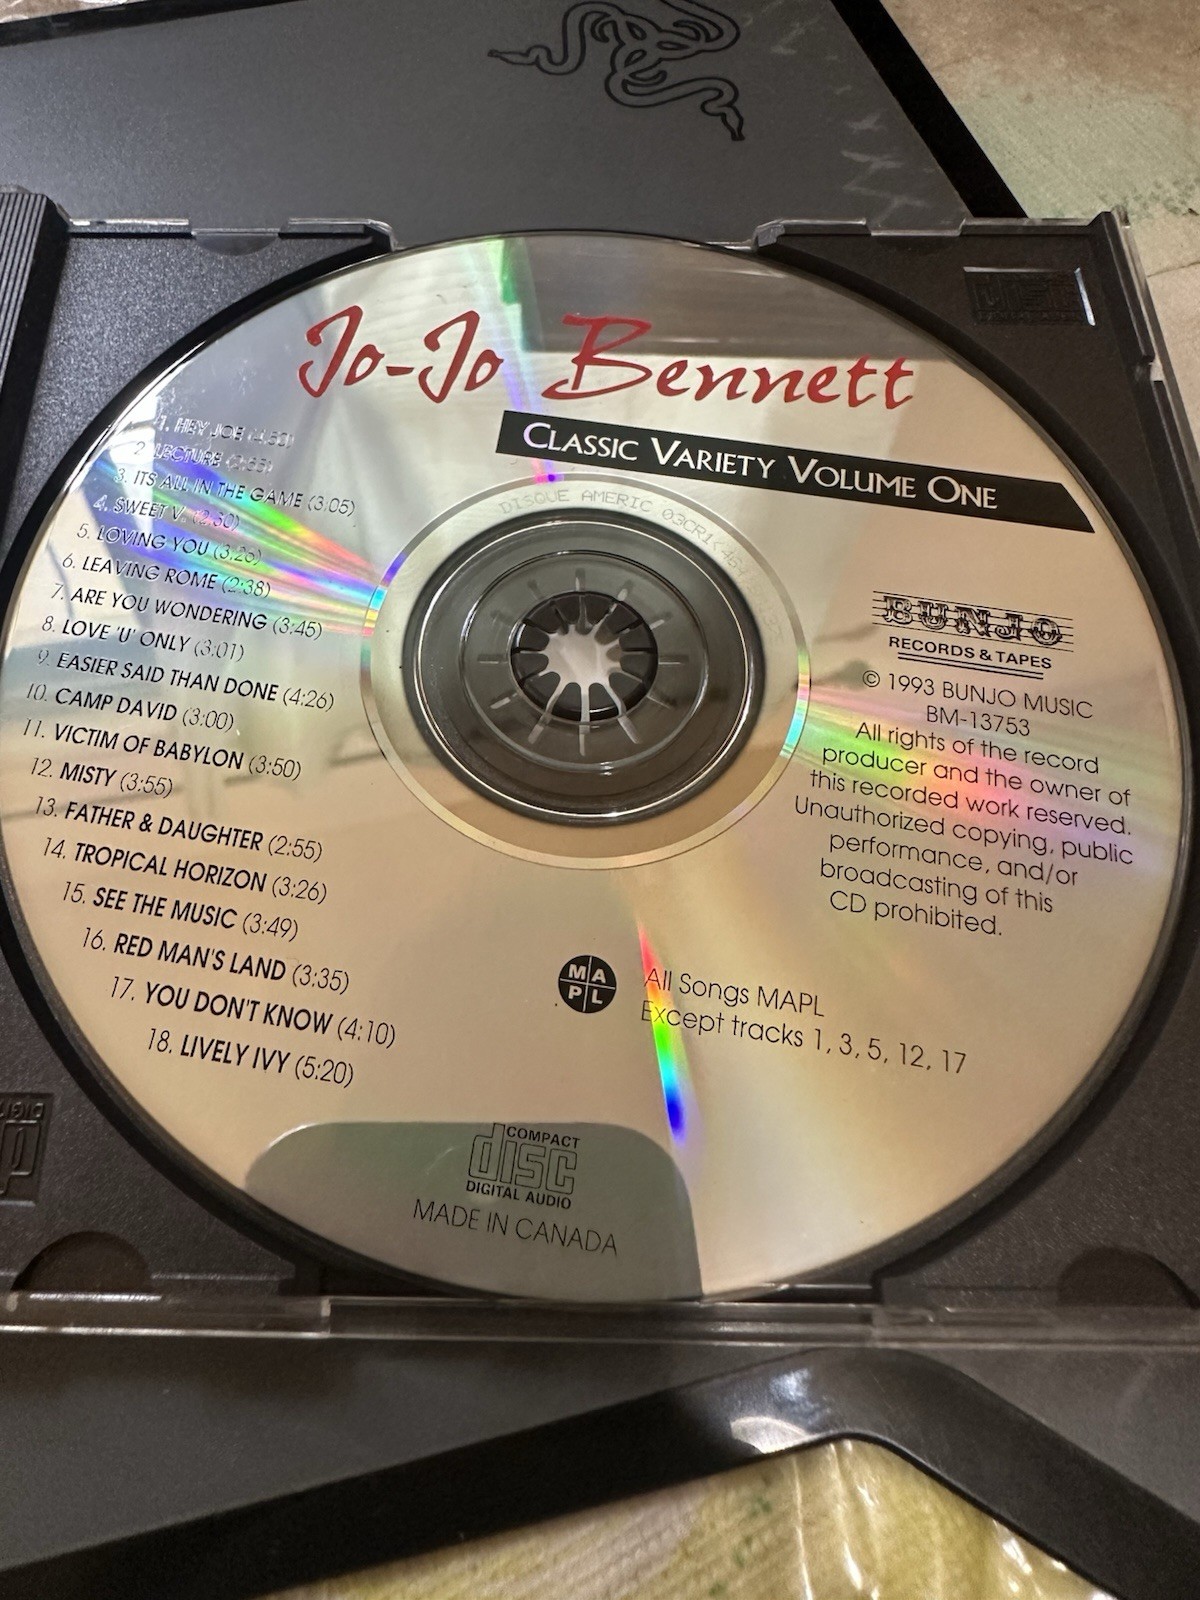 Jo-Jo Bennett
CLASSIC VARIETY VOLUME ONE
1. HEY JOE
2. LECTURE
3. ITS ALL IN THE GAME (3:05)
4. SWEET V. (2:30)
5. LOVING YOU (3:26)
6. LEAVING ROME (2:38)
7. ARE YOU WONDERING (3:45)
8. LOVE 'U' ONLY (3:01)
9. EASIER SAID THAN DONE (4:26)
10. CAMP DAVID (3:00)
11. VICTIM OF BABYLON (3:50)
12. MISTY (3:55)
13. FATHER & DAUGHTER (2:55)
14. TROPICAL HORIZON (3:26)
15. SEE THE MUSIC (3:49)
16. RED MAN'S LAND (3:35)
17. YOU DON'T KNOW (4:10)
18. LIVELY IVY (5:20)
DISQUE AMERIC
BUNJO
RECORDS & TAPES
© 1993 BUNJO MUSIC
BM-13753
All rights of the record
producer and the owner of
this recorded work reserved.
Unauthorized copying, public
performance, and/or
broadcasting of this
CD prohibited.
MAPL
All Songs MAPL
Except tracks 1, 3, 5, 12, 17
COMPACT
disc
DIGITAL AUDIO
MADE IN CANADA